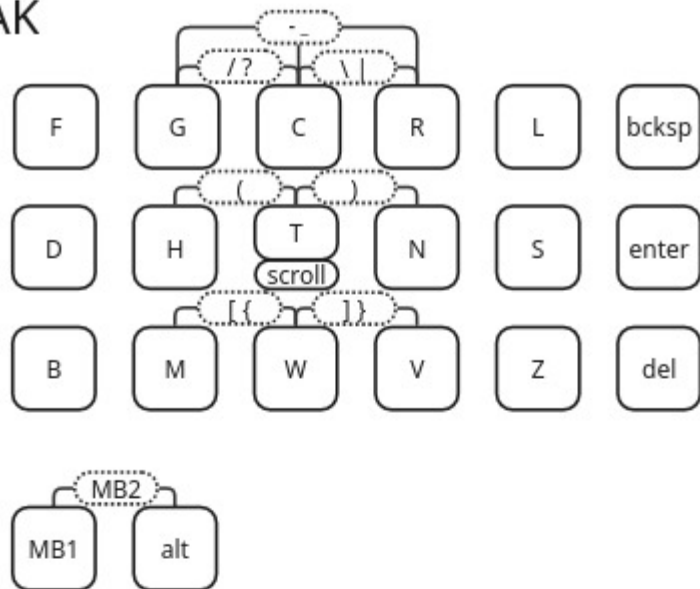 AK
- _
/ ? \ |
F G C R L bcksp
( )
D H T N S enter
scroll
[ { ] }
B M W V Z del
MB2
MB1 alt